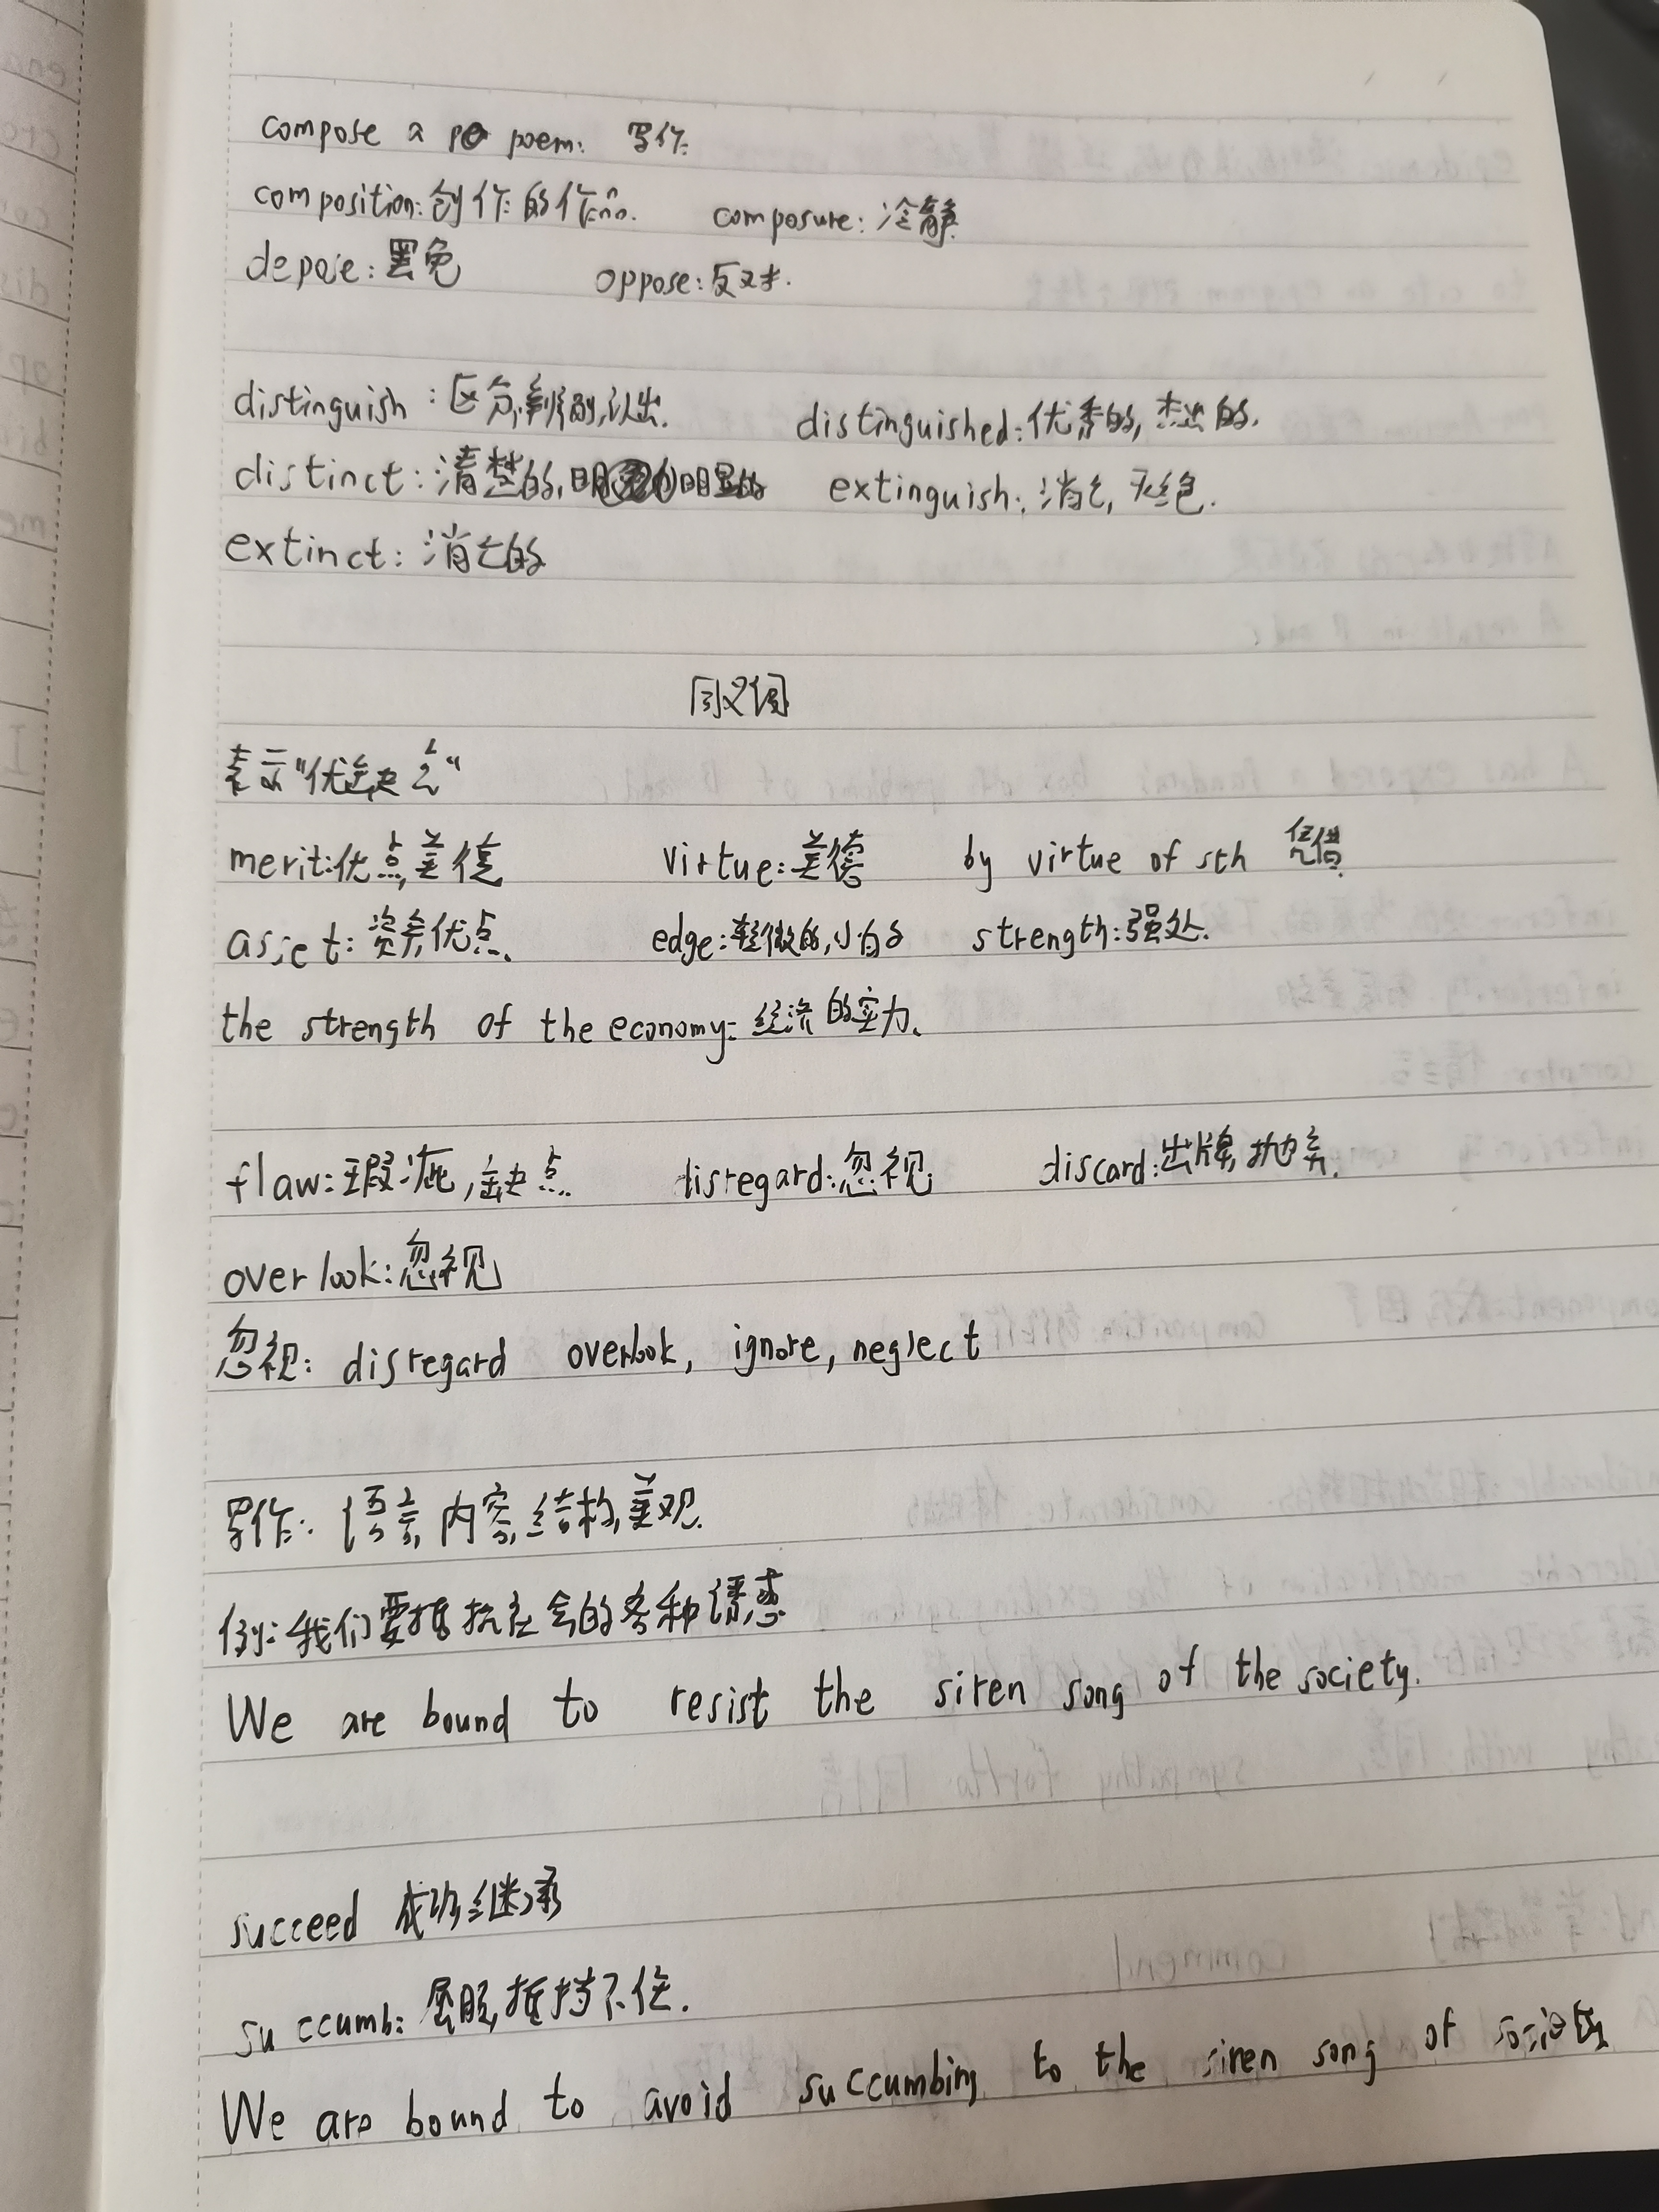 compose a poem: 写作.
composition: 创作的作品. composure: 冷静.
depose: 罢免 oppose: 反对.
distinguish: 区分,判别,认出. distinguished: 优秀的, 杰出的.
distinct: 清楚的, 明显的 extinguish: 消亡, 灭绝.
extinct: 消亡的
同义词
表示"优缺点"
merit: 优点,美德 virtue: 美德 by virtue of sth 凭借.
asset: 资产,优点. edge: 轻微的,小的 strength: 强处.
the strength of the economy: 经济的实力.
flaw: 瑕疵,缺点. disregard: 忽视 discard: 出牌,抛弃.
overlook: 忽视
忽视: disregard overlook, ignore, neglect
写作: 语言,内容,结构,美观.
例: 我们要抵抗社会的各种诱惑
We are bound to resist the siren song of the society.
succeed 成功,继承
succumb: 屈服,抵挡不住.
We are bound to avoid succumbing to the siren song of society